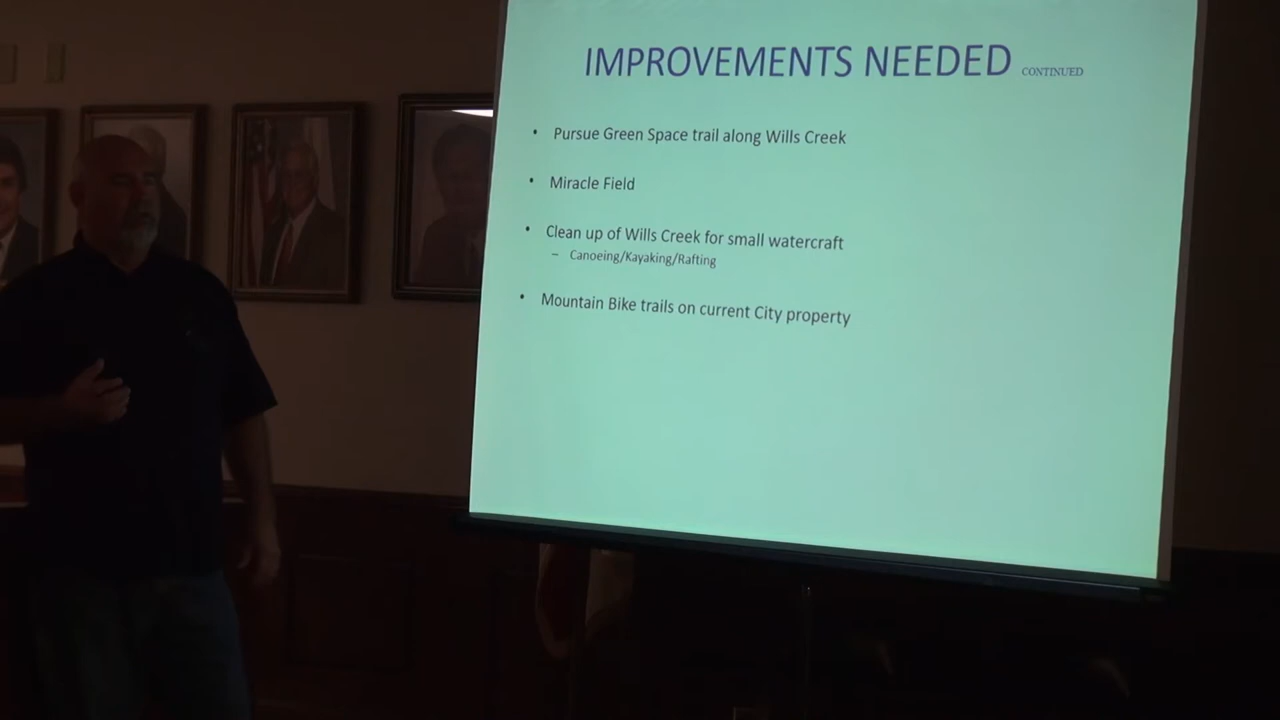 IMPROVEMENTS NEEDED CONTINUED
• Pursue Green Space trail along Wills Creek
• Miracle Field
• Clean up of Wills Creek for small watercraft
– Canoeing/Kayaking/Rafting
• Mountain Bike trails on current City property